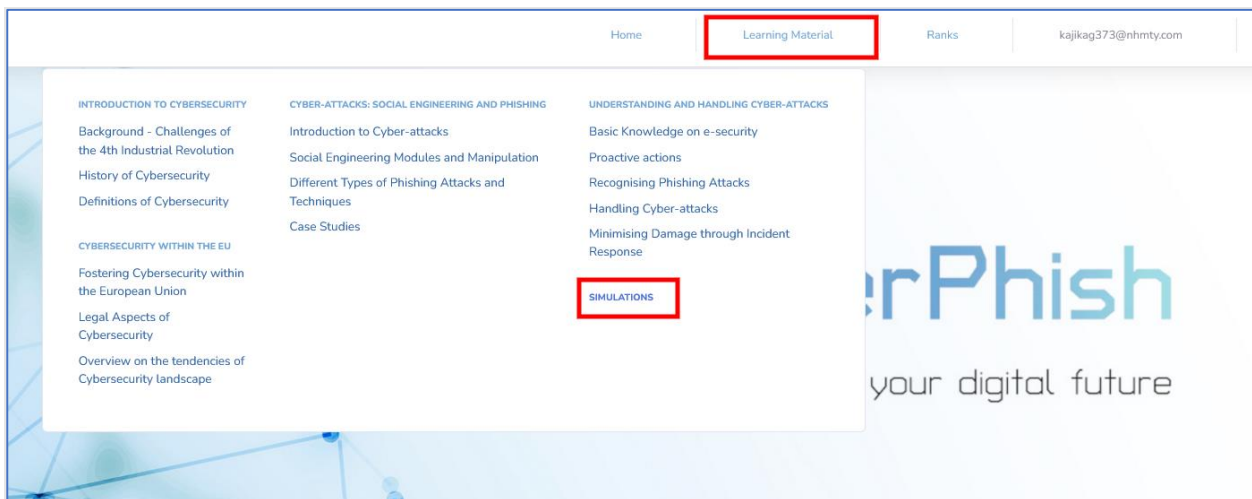 Home
Learning Material
Ranks
kajikag373@nhmty.com
INTRODUCTION TO CYBERSECURITY
Background - Challenges of
the 4th Industrial Revolution
History of Cybersecurity
Definitions of Cybersecurity
CYBERSECURITY WITHIN THE EU
Fostering Cybersecurity within
the European Union
Legal Aspects of
Cybersecurity
Overview on the tendencies of
Cybersecurity landscape
CYBER-ATTACKS: SOCIAL ENGINEERING AND PHISHING
Introduction to Cyber-attacks
Social Engineering Modules and Manipulation
Different Types of Phishing Attacks and
Techniques
Case Studies
UNDERSTANDING AND HANDLING CYBER-ATTACKS
Basic Knowledge on e-security
Proactive actions
Recognising Phishing Attacks
Handling Cyber-attacks
Minimising Damage through Incident
Response
SIMULATIONS
erPhish
your digital future